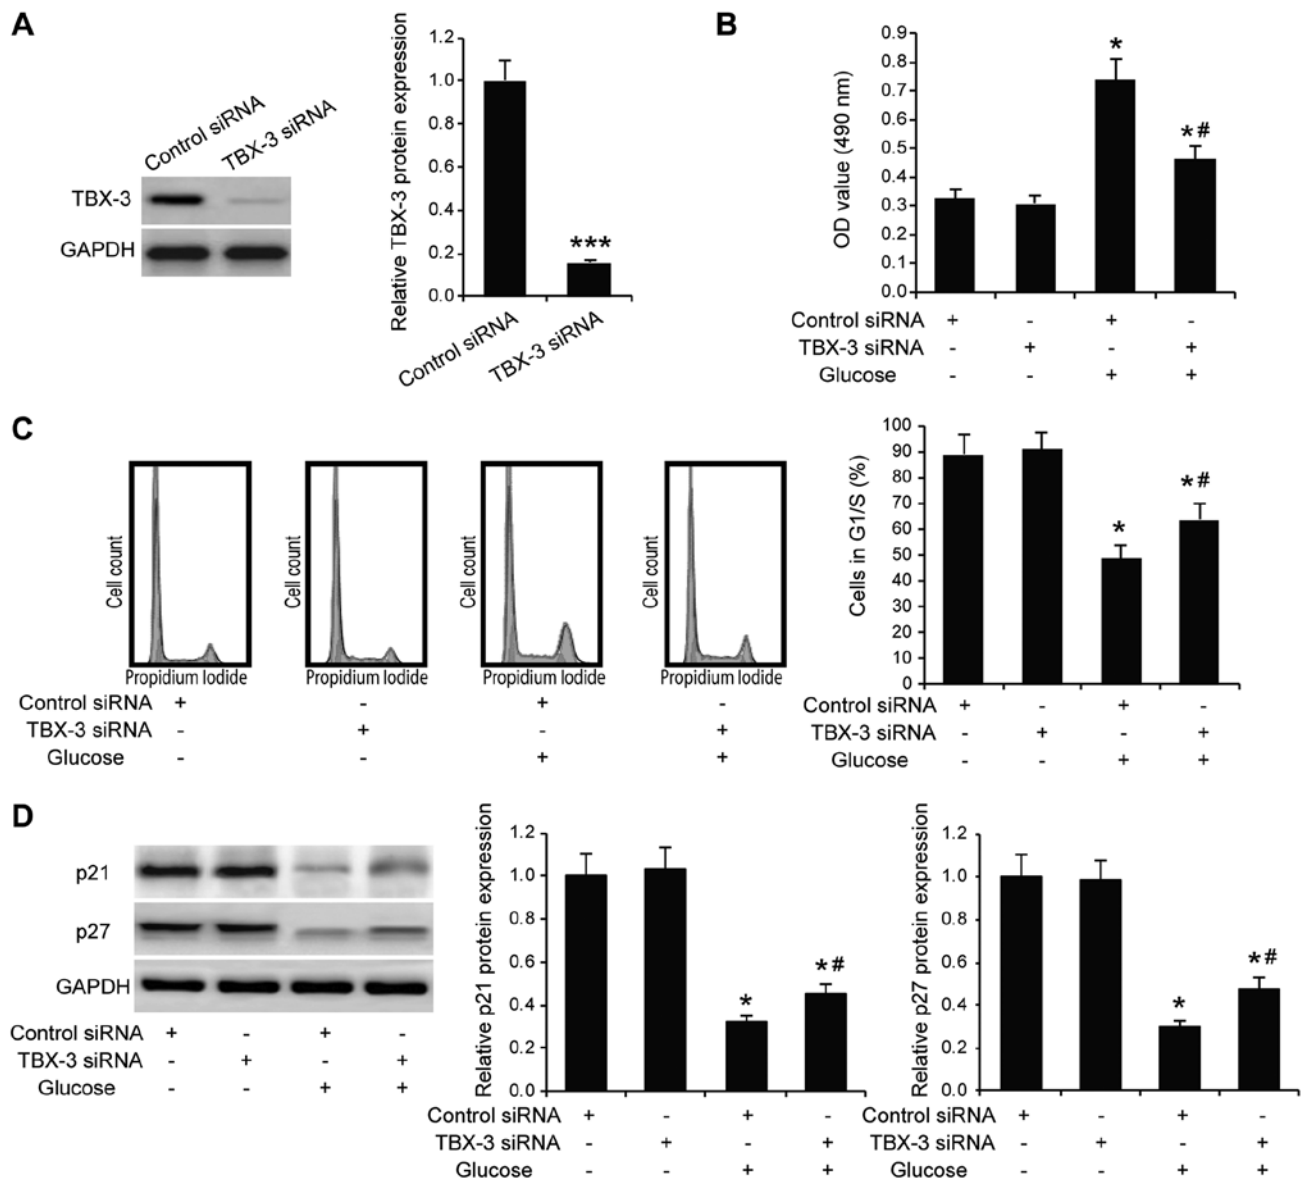 A
Control siRNA
TBX-3 siRNA
TBX-3
GAPDH
Relative TBX-3 protein expression
1.2
1.0
0.8
0.6
0.4
0.2
0.0
***
Control siRNA
TBX-3 siRNA
B
OD value (490 nm)
0.9
0.8
0.7
0.6
0.5
0.4
0.3
0.2
0.1
0.0
*
*#
Control siRNA + - + -
TBX-3 siRNA - + - +
Glucose - - + +
C
Cell count
Propidium Iodide
Cell count
Propidium Iodide
Cell count
Propidium Iodide
Cell count
Propidium Iodide
Control siRNA + - + -
TBX-3 siRNA - + - +
Glucose - - + +
Cells in G1/S (%)
100
90
80
70
60
50
40
30
20
10
0
*
*#
Control siRNA + - + -
TBX-3 siRNA - + - +
Glucose - - + +
D
p21
p27
GAPDH
Control siRNA + - + -
TBX-3 siRNA - + - +
Glucose - - + +
Relative p21 protein expression
1.2
1.0
0.8
0.6
0.4
0.2
0.0
*
*#
Control siRNA + - + -
TBX-3 siRNA - + - +
Glucose - - + +
Relative p27 protein expression
1.2
1.0
0.8
0.6
0.4
0.2
0.0
*
*#
Control siRNA + - + -
TBX-3 siRNA - + - +
Glucose - - + +